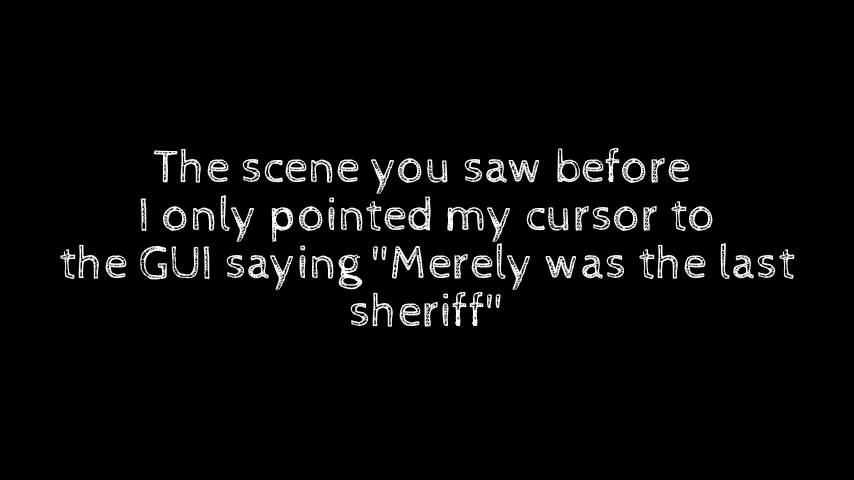 The scene you saw before
I only pointed my cursor to
the GUI saying "Merely was the last
sheriff"